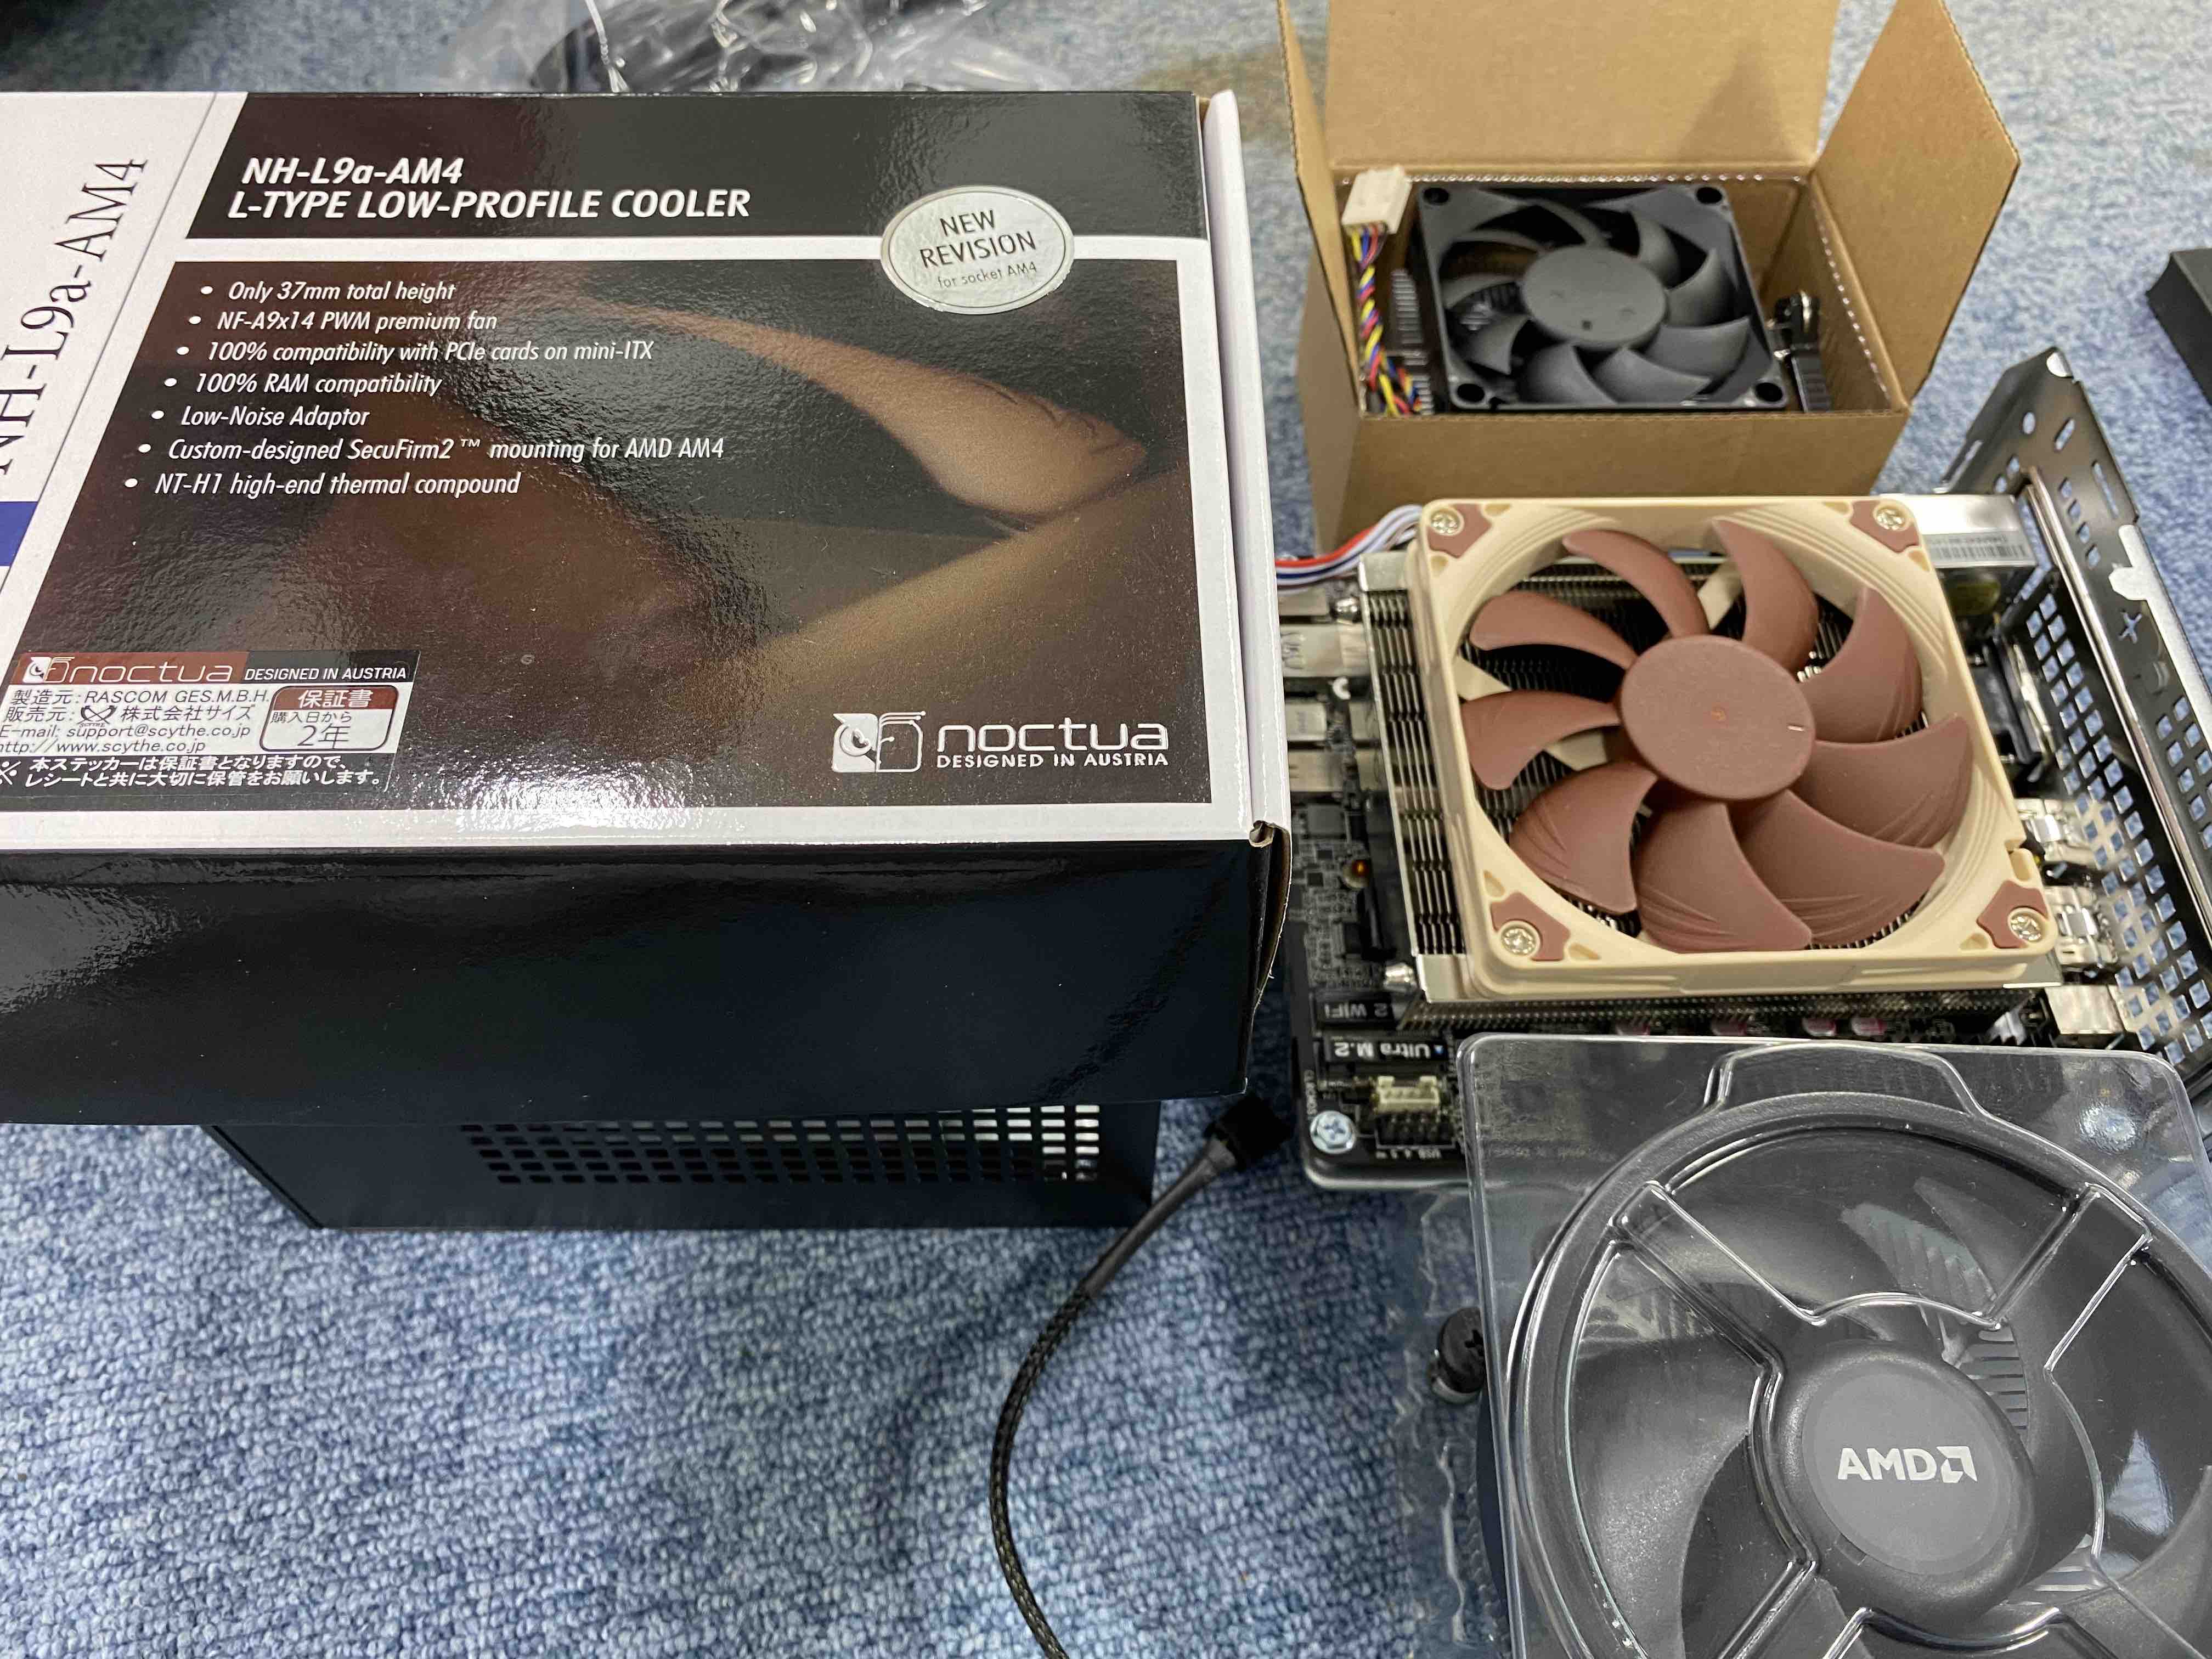 NH-L9a-AM4
NH-L9a-AM4
L-TYPE LOW-PROFILE COOLER
NEW
REVISION
for socket AM4
• Only 37mm total height
• NF-A9x14 PWM premium fan
• 100% compatibility with PCIe cards on mini-ITX
• 100% RAM compatibility
• Low-Noise Adaptor
• Custom-designed SecuFirm2™ mounting for AMD AM4
• NT-H1 high-end thermal compound
noctua DESIGNED IN AUSTRIA
製造元:RASCOM GES.M.B.H.
販売元: 株式会社サイズ
E-mail: support@scythe.co.jp
http://www.scythe.co.jp
保証書
購入日から
2年
※ 本ステッカーは保証書となりますので、
レシートと共に大切に保管をお願いします。
noctua
DESIGNED IN AUSTRIA
2 WiFi
Ultra M.2
AMD